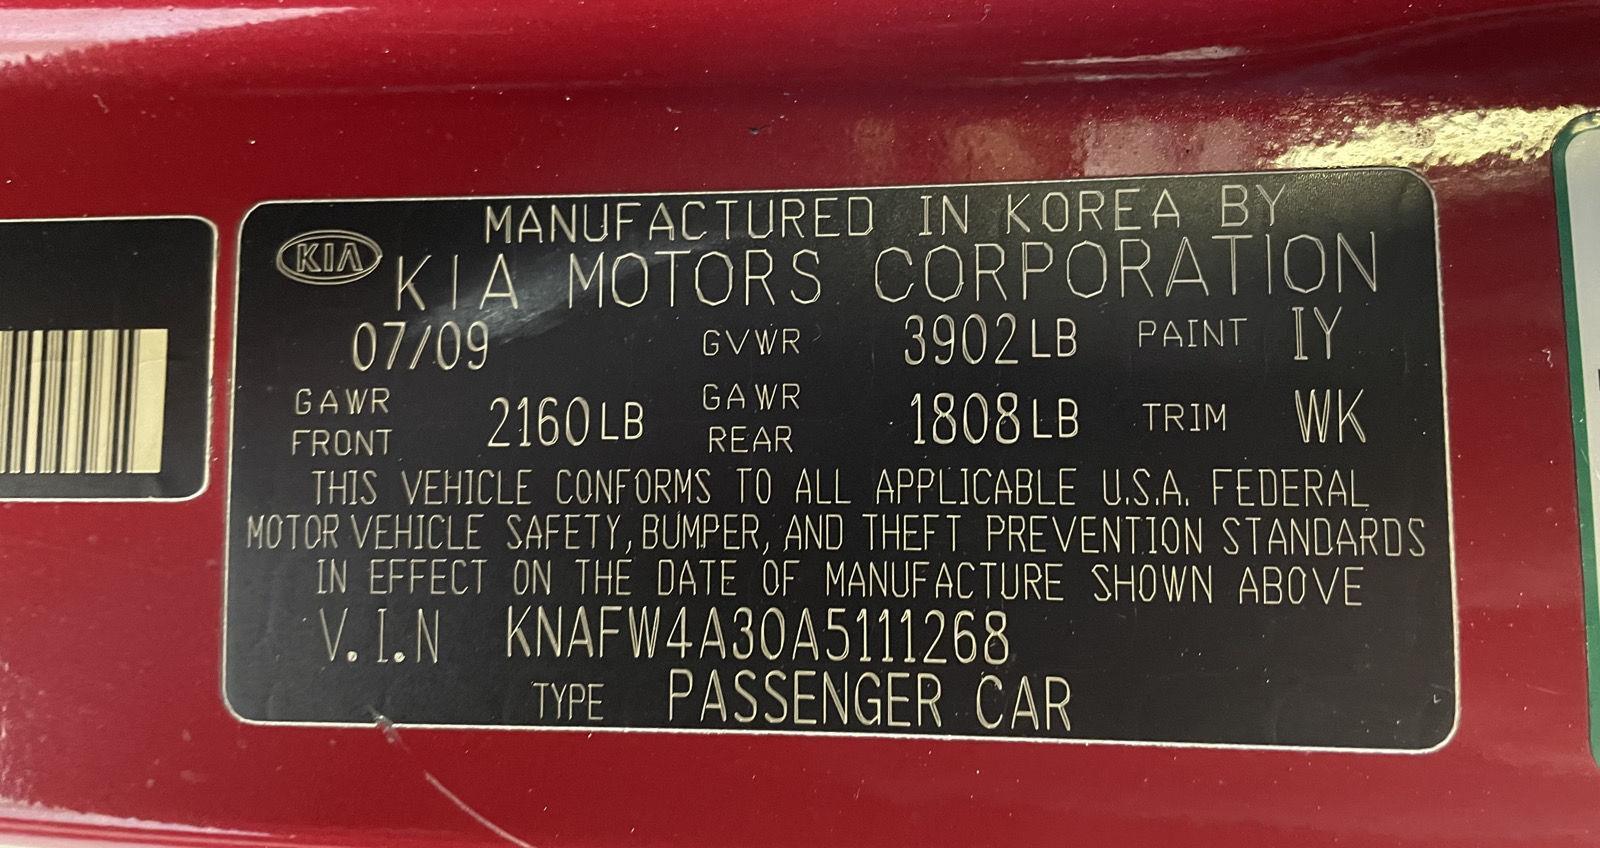 MANUFACTURED IN KOREA BY
KIA KIA MOTORS CORPORATION
07/09 GVWR 3902LB PAINT IY
GAWR FRONT 2160LB GAWR REAR 1808LB TRIM WK
THIS VEHICLE CONFORMS TO ALL APPLICABLE U.S.A. FEDERAL
MOTOR VEHICLE SAFETY, BUMPER, AND THEFT PREVENTION STANDARDS
IN EFFECT ON THE DATE OF MANUFACTURE SHOWN ABOVE
V.I.N KNAFW4A30A5111268
TYPE PASSENGER CAR